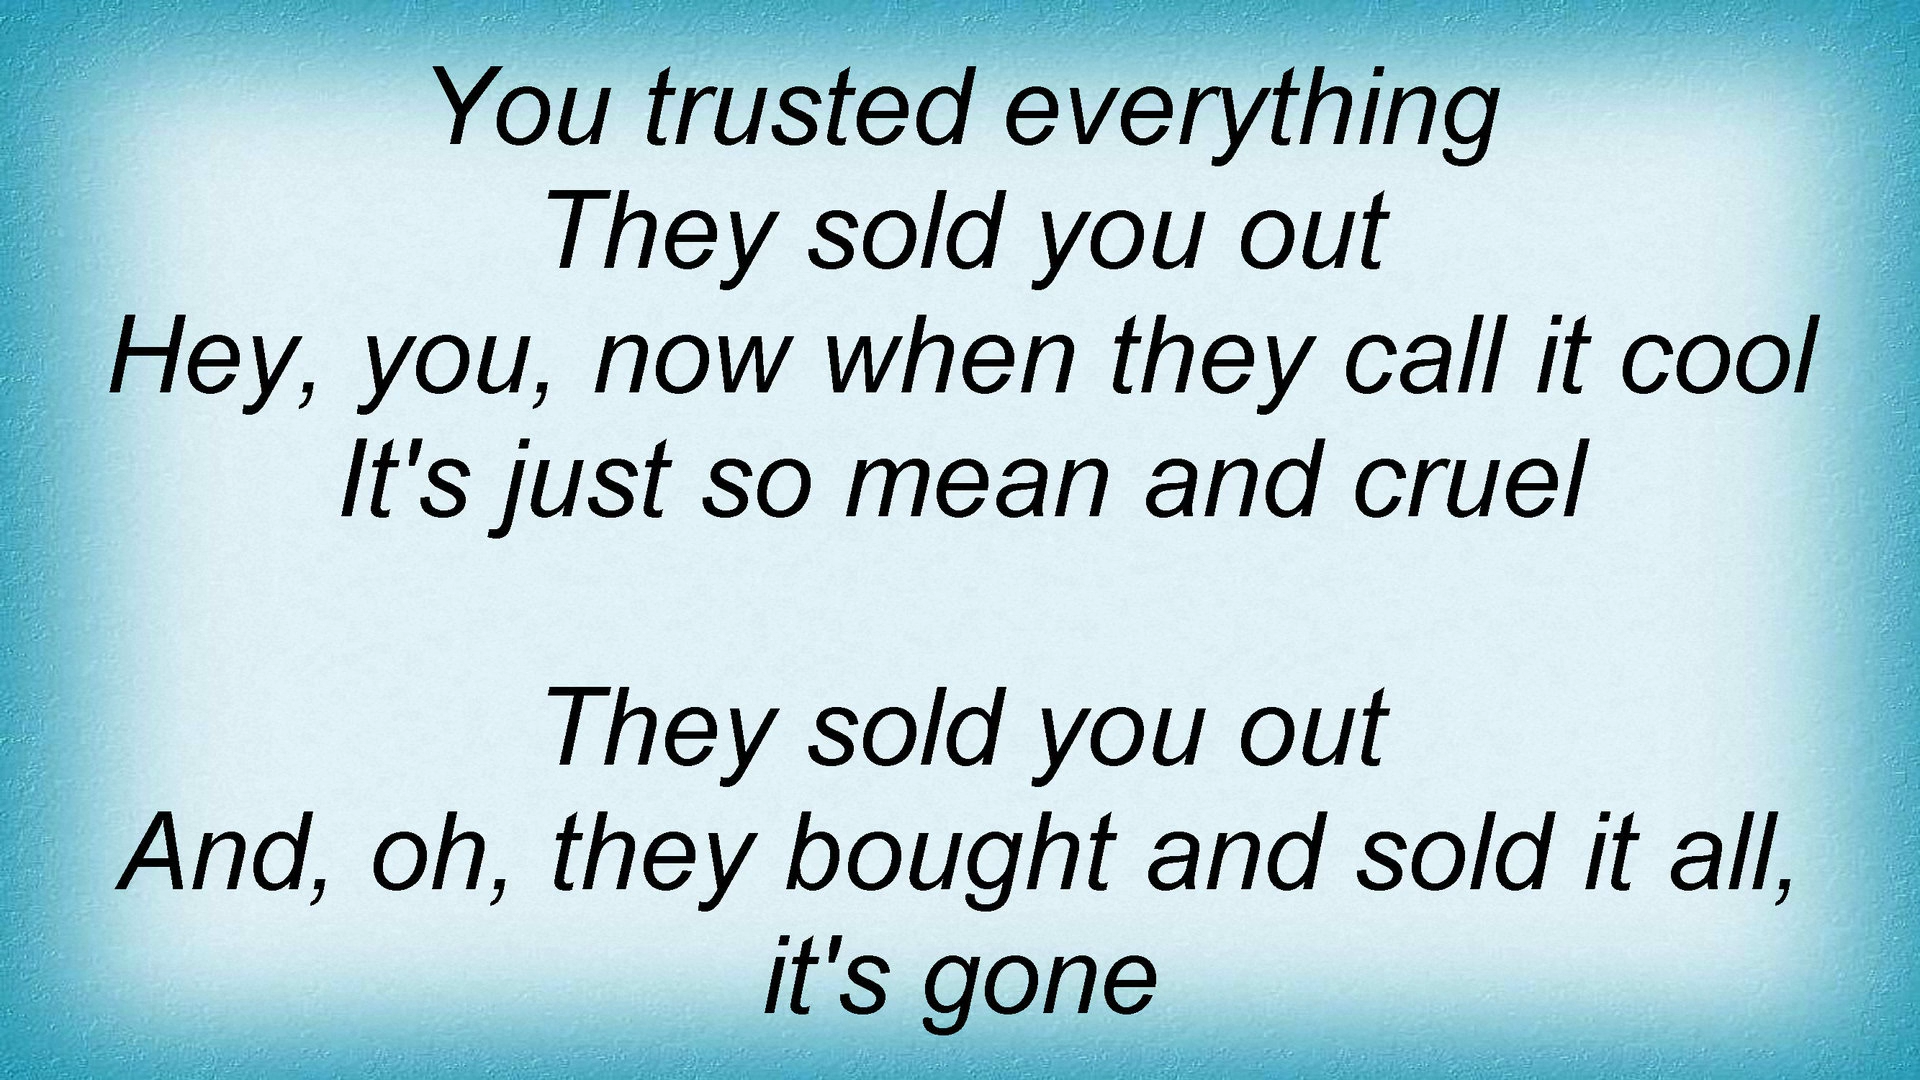 You trusted everything
They sold you out
Hey, you, now when they call it cool
It's just so mean and cruel
They sold you out
And, oh, they bought and sold it all,
it's gone